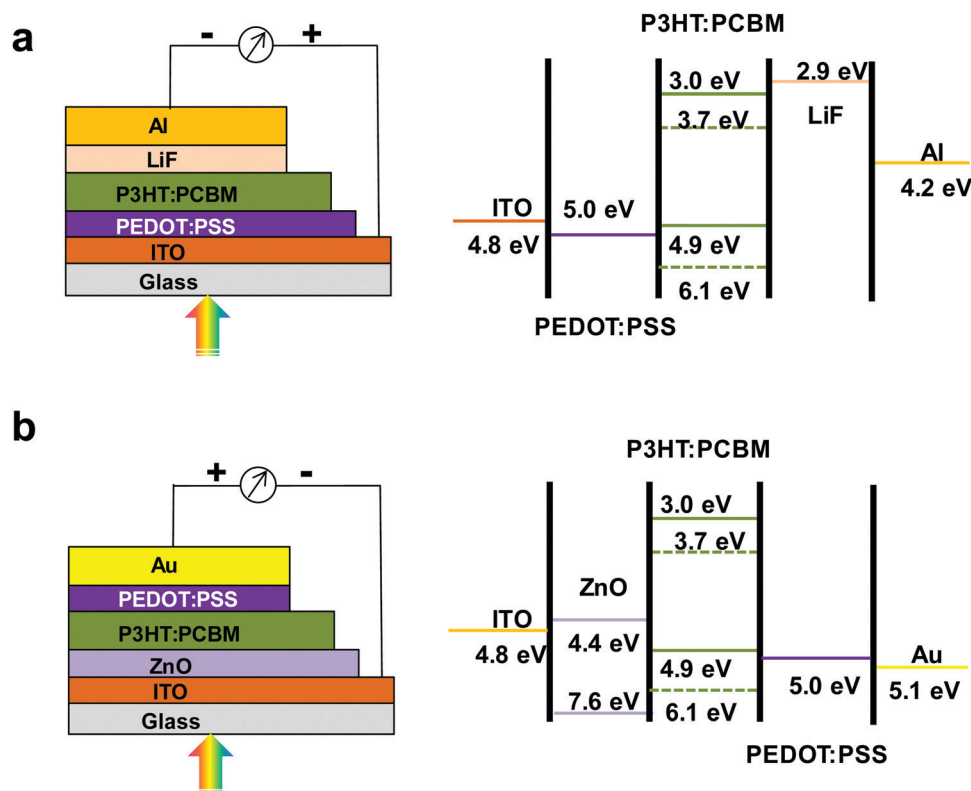 a
- +
Al
LiF
P3HT:PCBM
PEDOT:PSS
ITO
Glass
P3HT:PCBM
3.0 eV
2.9 eV
3.7 eV
LiF
Al
4.2 eV
ITO
5.0 eV
4.8 eV
4.9 eV
6.1 eV
PEDOT:PSS
b
+ -
Au
PEDOT:PSS
P3HT:PCBM
ZnO
ITO
Glass
P3HT:PCBM
3.0 eV
3.7 eV
ZnO
ITO
4.4 eV
4.8 eV
4.9 eV
Au
5.0 eV
5.1 eV
7.6 eV
6.1 eV
PEDOT:PSS